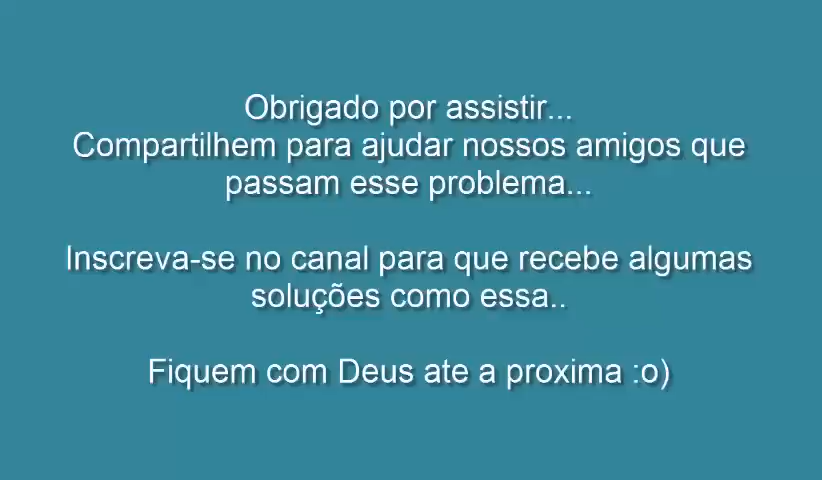 Obrigado por assistir...
Compartilhem para ajudar nossos amigos que
passam esse problema...
Inscreva-se no canal para que recebe algumas
soluções como essa..
Fiquem com Deus ate a proxima :o)